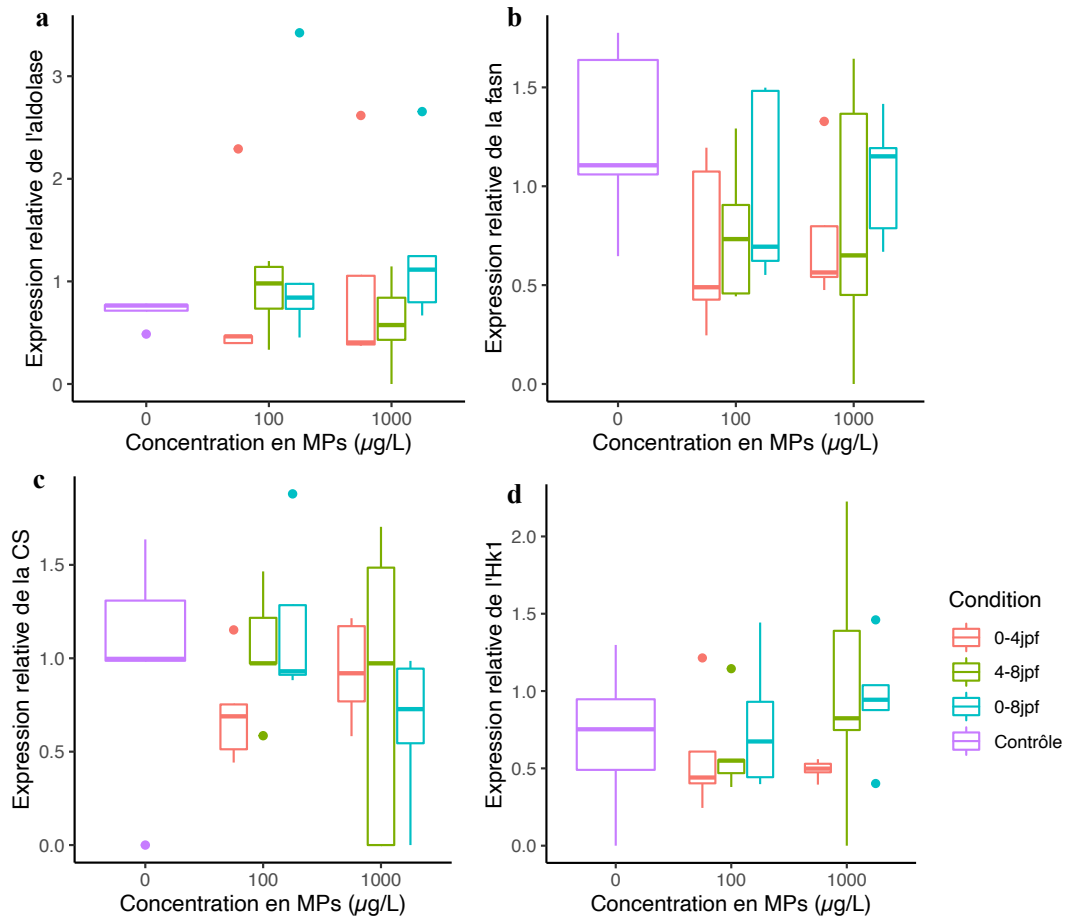 a
Expression relative de l'aldolase
3
2
1
0
0
100
1000
Concentration en MPs (µg/L)
b
Expression relative de la fasn
1.5
1.0
0.5
0.0
0
100
1000
Concentration en MPs (µg/L)
c
Expression relative de la CS
1.5
1.0
0.5
0.0
0
100
1000
Concentration en MPs (µg/L)
d
Expression relative de l'Hk1
2.0
1.5
1.0
0.5
0.0
0
100
1000
Concentration en MPs (µg/L)
Condition
0-4jpf
4-8jpf
0-8jpf
Contrôle